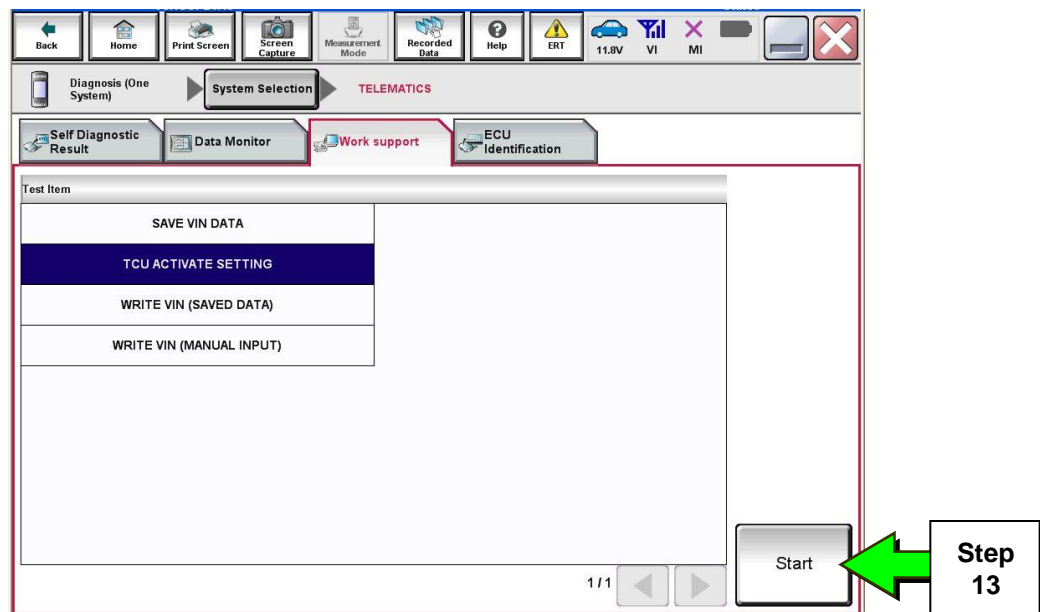 Back
Home
Print Screen
Screen
Capture
Measurement
Mode
Recorded
Data
Help
ERT
11.8V
VI
MI
Diagnosis (One
System)
System Selection
TELEMATICS
Self Diagnostic
Result
Data Monitor
Work support
ECU
Identification
Test Item
SAVE VIN DATA
TCU ACTIVATE SETTING
WRITE VIN (SAVED DATA)
WRITE VIN (MANUAL INPUT)
Start
Step
13
1/1